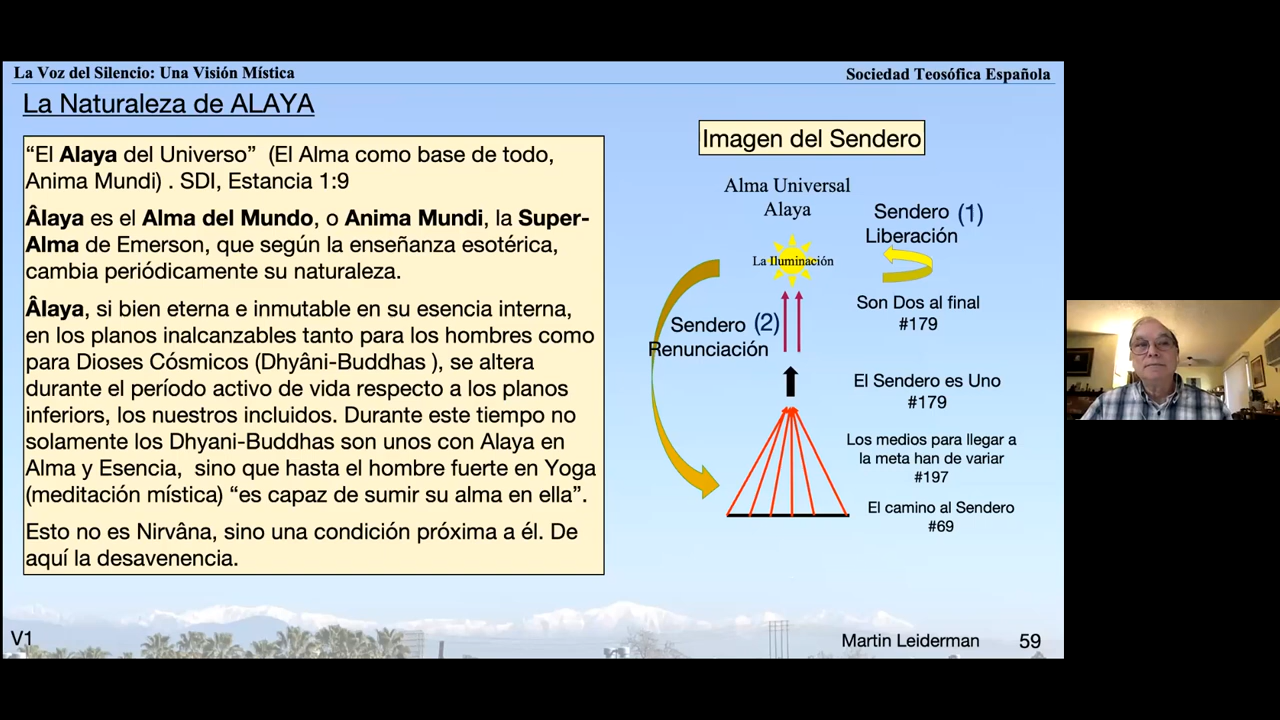 La Voz del Silencio: Una Visión Mística
Sociedad Teosófica Española
La Naturaleza de ALAYA
“El Alaya del Universo” (El Alma como base de todo,
Anima Mundi) . SDI, Estancia 1:9
Âlaya es el Alma del Mundo, o Anima Mundi, la Super-
Alma de Emerson, que según la enseñanza esotérica,
cambia periódicamente su naturaleza.
Âlaya, si bien eterna e inmutable en su esencia interna,
en los planos inalcanzables tanto para los hombres como
para Dioses Cósmicos (Dhyâni-Buddhas ), se altera
durante el período activo de vida respecto a los planos
inferiors, los nuestros incluidos. Durante este tiempo no
solamente los Dhyani-Buddhas son unos con Alaya en
Alma y Esencia, sino que hasta el hombre fuerte en Yoga
(meditación mística) “es capaz de sumir su alma en ella”.
Esto no es Nirvâna, sino una condición próxima a él. De
aquí la desavenencia.
Imagen del Sendero
Alma Universal
Alaya
Sendero (1)
Liberación
La Iluminación
Son Dos al final
#179
Sendero (2)
Renunciación
El Sendero es Uno
#179
Los medios para llegar a
la meta han de variar
#197
El camino al Sendero
#69
V1
Martin Leiderman
59